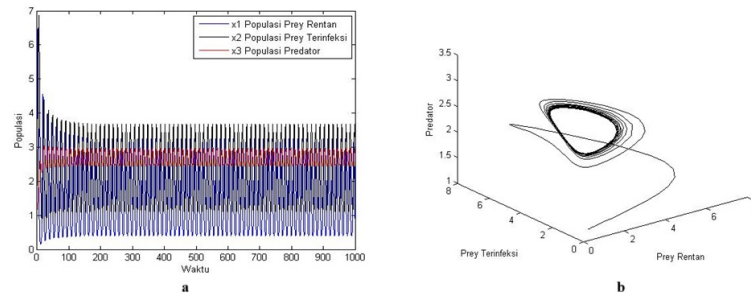 7
6
5
4
3
2
1
0
Populasi
x1 Populasi Prey Rentan
x2 Populasi Prey Terinfeksi
x3 Populasi Predator
0 100 200 300 400 500 600 700 800 900 1000
Waktu
a
3.5
3
2.5
2
1.5
1
Predator
8
6
4
2
0
Prey Terinfeksi
0
2
4
6
Prey Rentan
b